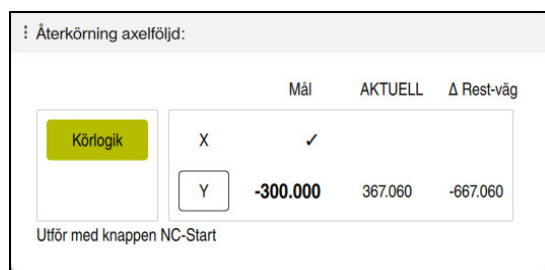 Återkörning axelföljd:
Mål AKTUELL Δ Rest-väg
Körlogik X ✓
Y -300.000 367.060 -667.060
Utför med knappen NC-Start